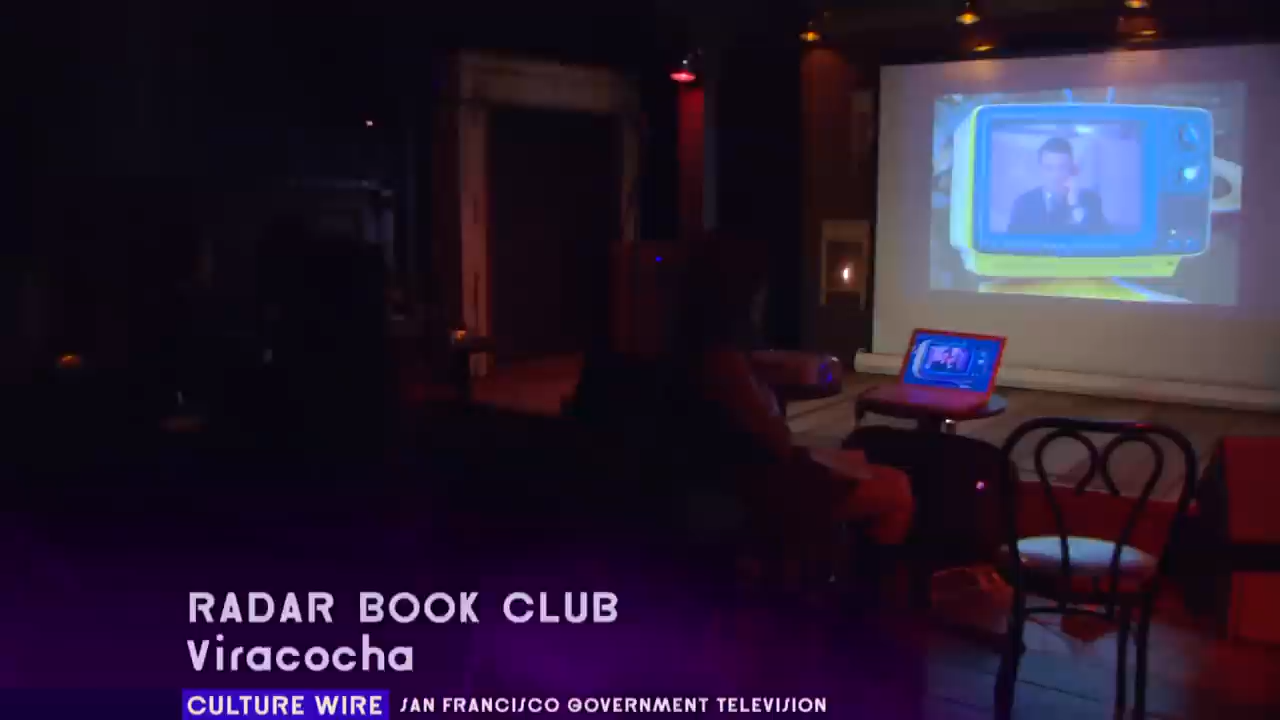 RADAR BOOK CLUB
Viracocha
CULTURE WIRE SAN FRANCISCO GOVERNMENT TELEVISION